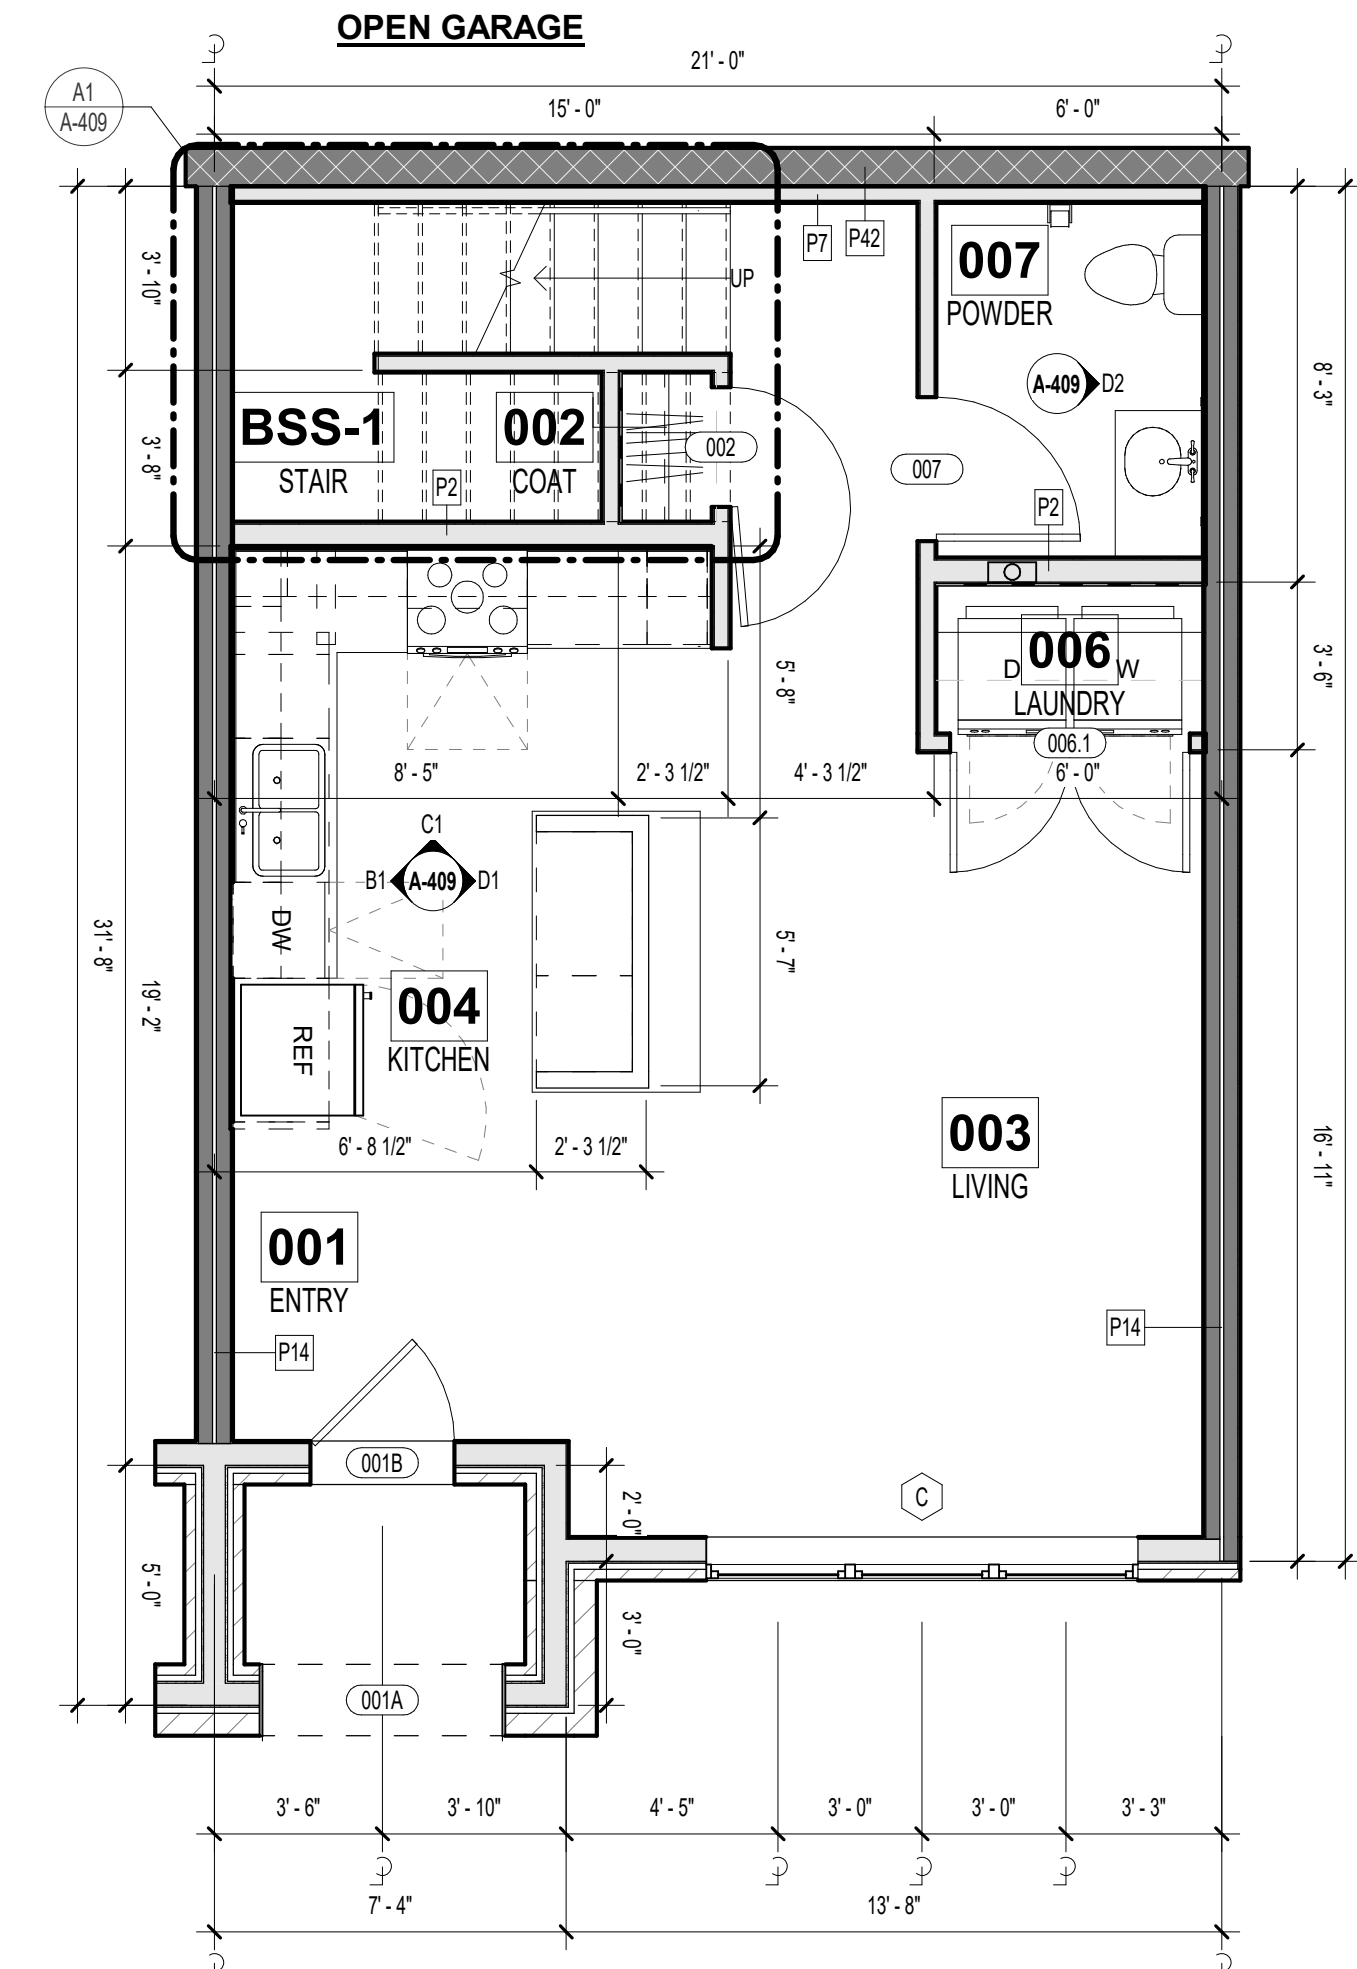 OPEN GARAGE
21' - 0"
A1
A-409
15' - 0"
6' - 0"
3' - 10"
P7
P42
007
POWDER
UP
8' - 3"
A-409
D2
BSS-1
STAIR
002
COAT
002
007
3' - 8"
P2
P2
006
D
W
LAUNDRY
5' - 8"
3' - 6"
006.1
8' - 5"
2' - 3 1/2"
4' - 3 1/2"
6' - 0"
C1
B1
A-409
D1
DW
31' - 8"
19' - 2"
5' - 7"
004
KITCHEN
REF
003
LIVING
6' - 8 1/2"
2' - 3 1/2"
16' - 11"
001
ENTRY
P14
P14
001B
C
2' - 0"
5' - 0"
3' - 0"
001A
3' - 6"
3' - 10"
4' - 5"
3' - 0"
3' - 0"
3' - 3"
7' - 4"
13' - 8"